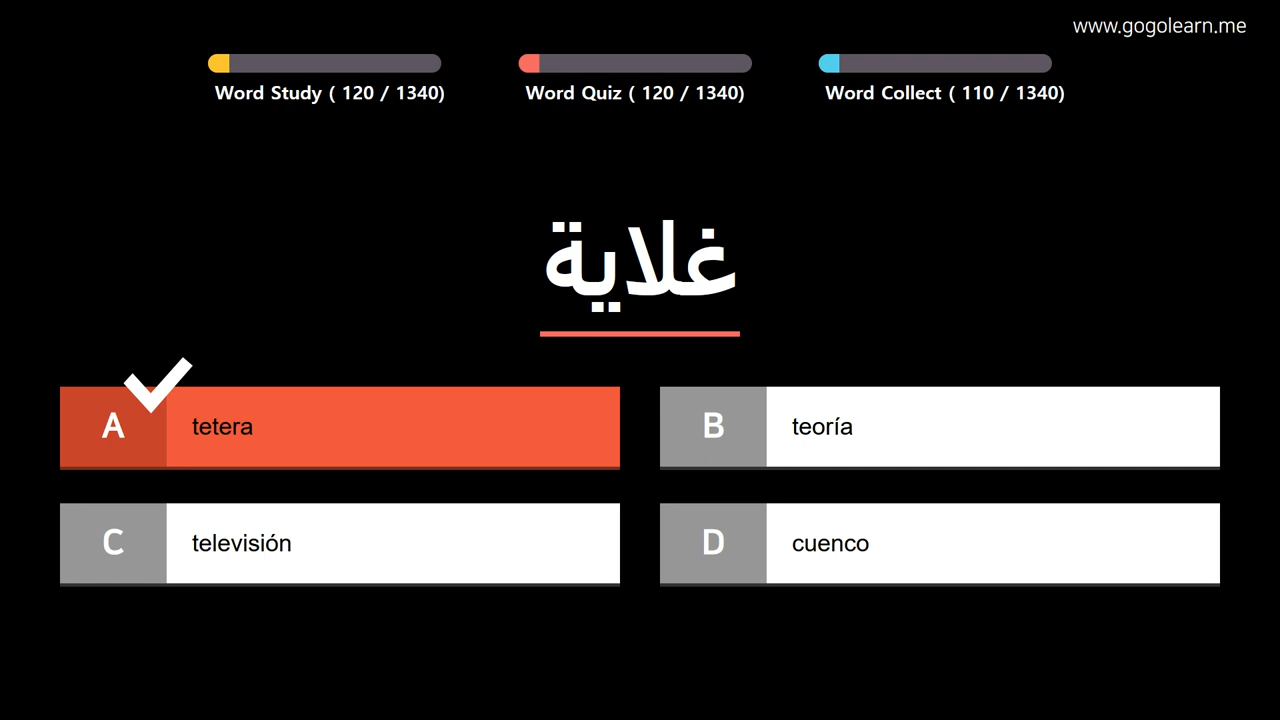 www.gogolearn.me
Word Study ( 120 / 1340)
Word Quiz ( 120 / 1340)
Word Collect ( 110 / 1340)
غلاية
A tetera
B teoría
C televisión
D cuenco